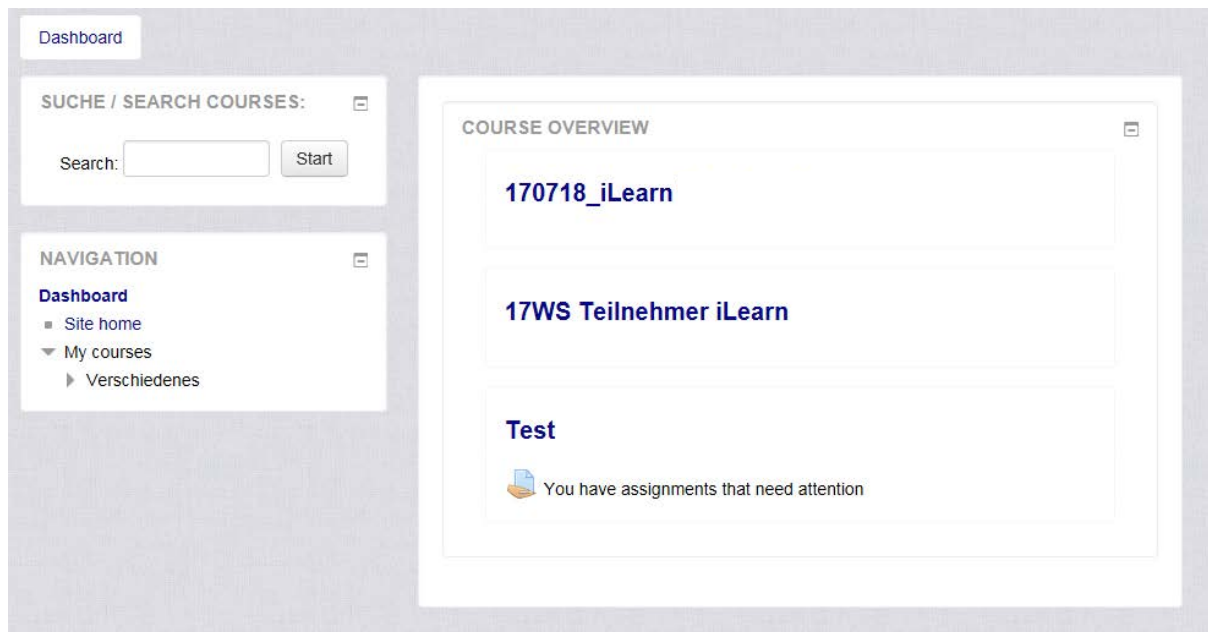 Dashboard
SUCHE / SEARCH COURSES:
Search:
Start
NAVIGATION
Dashboard
Site home
My courses
Verschiedenes
COURSE OVERVIEW
170718_iLearn
17WS Teilnehmer iLearn
Test
You have assignments that need attention